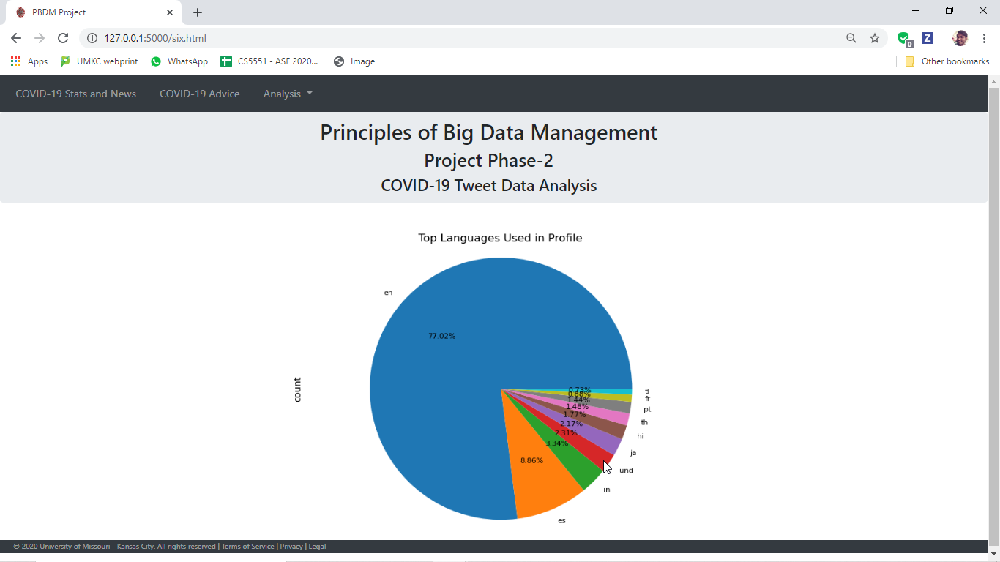 PBDM Project
127.0.0.1:5000/six.html
0
Z
Apps UMKC webprint WhatsApp CS5551 - ASE 2020... Image Other bookmarks
COVID-19 Stats and News COVID-19 Advice Analysis
Principles of Big Data Management
Project Phase-2
COVID-19 Tweet Data Analysis
Top Languages Used in Profile
en
77.02%
count
0.73%
tl
0.88%
fr
1.44%
pt
1.48%
th
1.77%
hi
2.17%
ja
2.31%
und
3.34%
in
8.86%
es
© 2020 University of Missouri - Kansas City. All rights reserved | Terms of Service | Privacy | Legal